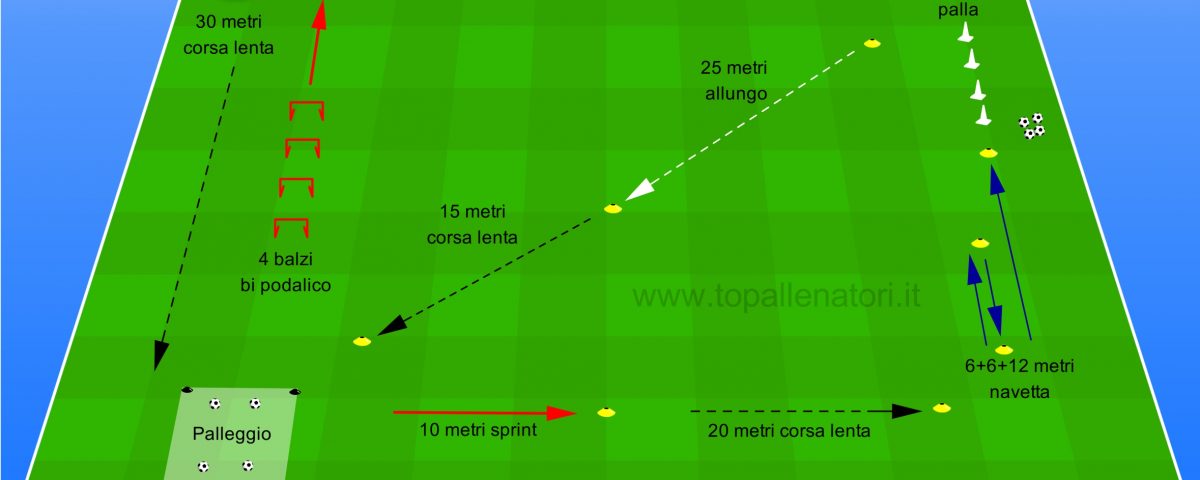 30 metri
corsa lenta
palla
25 metri
allungo
15 metri
corsa lenta
4 balzi
bi podalico
www.topallenatori.it
6+6+12 metri
navetta
10 metri sprint
20 metri corsa lenta
Palleggio